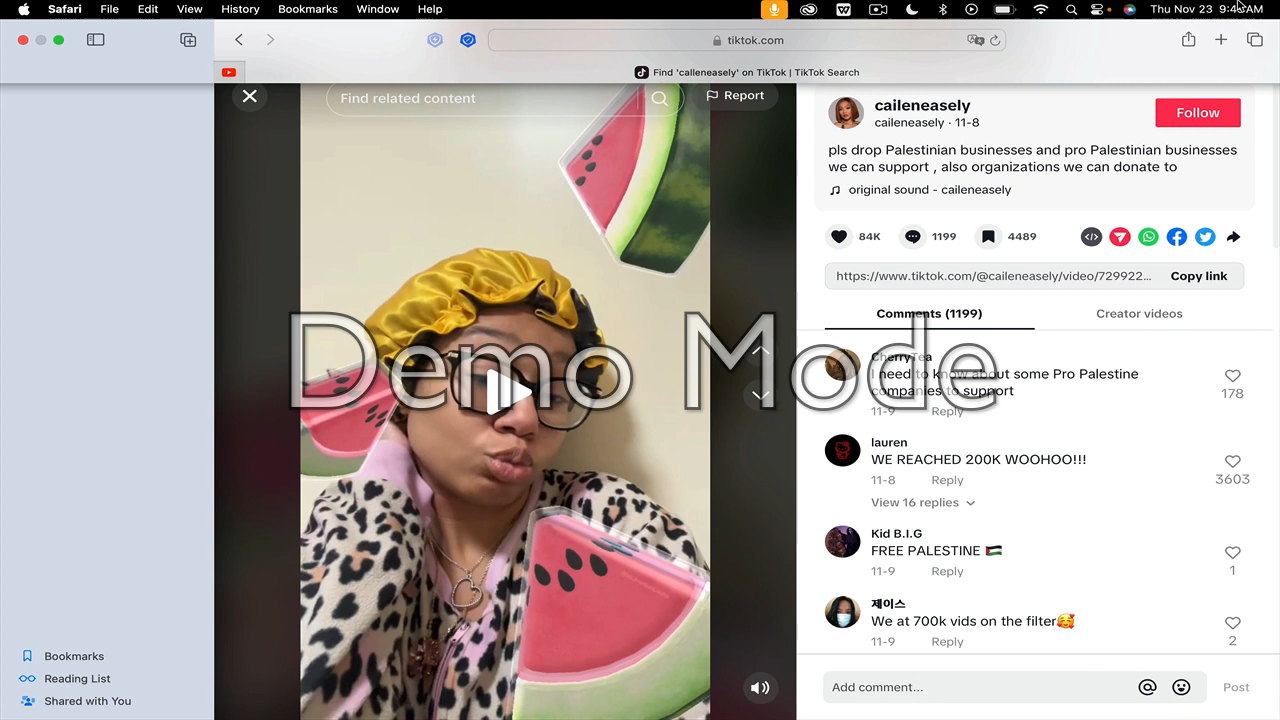 Safari File Edit View History Bookmarks Window Help
Thu Nov 23 9:4 AM
tiktok.com
Find 'calleneasely' on TikTok | TikTok Search
Find related content
Report
caileneasely
caileneasely · 11-8
Follow
pls drop Palestinian businesses and pro Palestinian businesses
we can support , also organizations we can donate to
original sound - caileneasely
84K 1199 4489
https://www.tiktok.com/@caileneasely/video/729922...
Copy link
Comments (1199)
Creator videos
Demo Mode
CherryTea
I need to know about some Pro Palestine
companies to support
178
11-9 Reply
lauren
WE REACHED 200K WOOHOO!!!
3603
11-8 Reply
View 16 replies
Kid B.I.G
FREE PALESTINE 🇵🇸
1
11-9 Reply
제이스
We at 700k vids on the filter🥰
2
11-9 Reply
Add comment...
Post
Bookmarks
Reading List
Shared with You